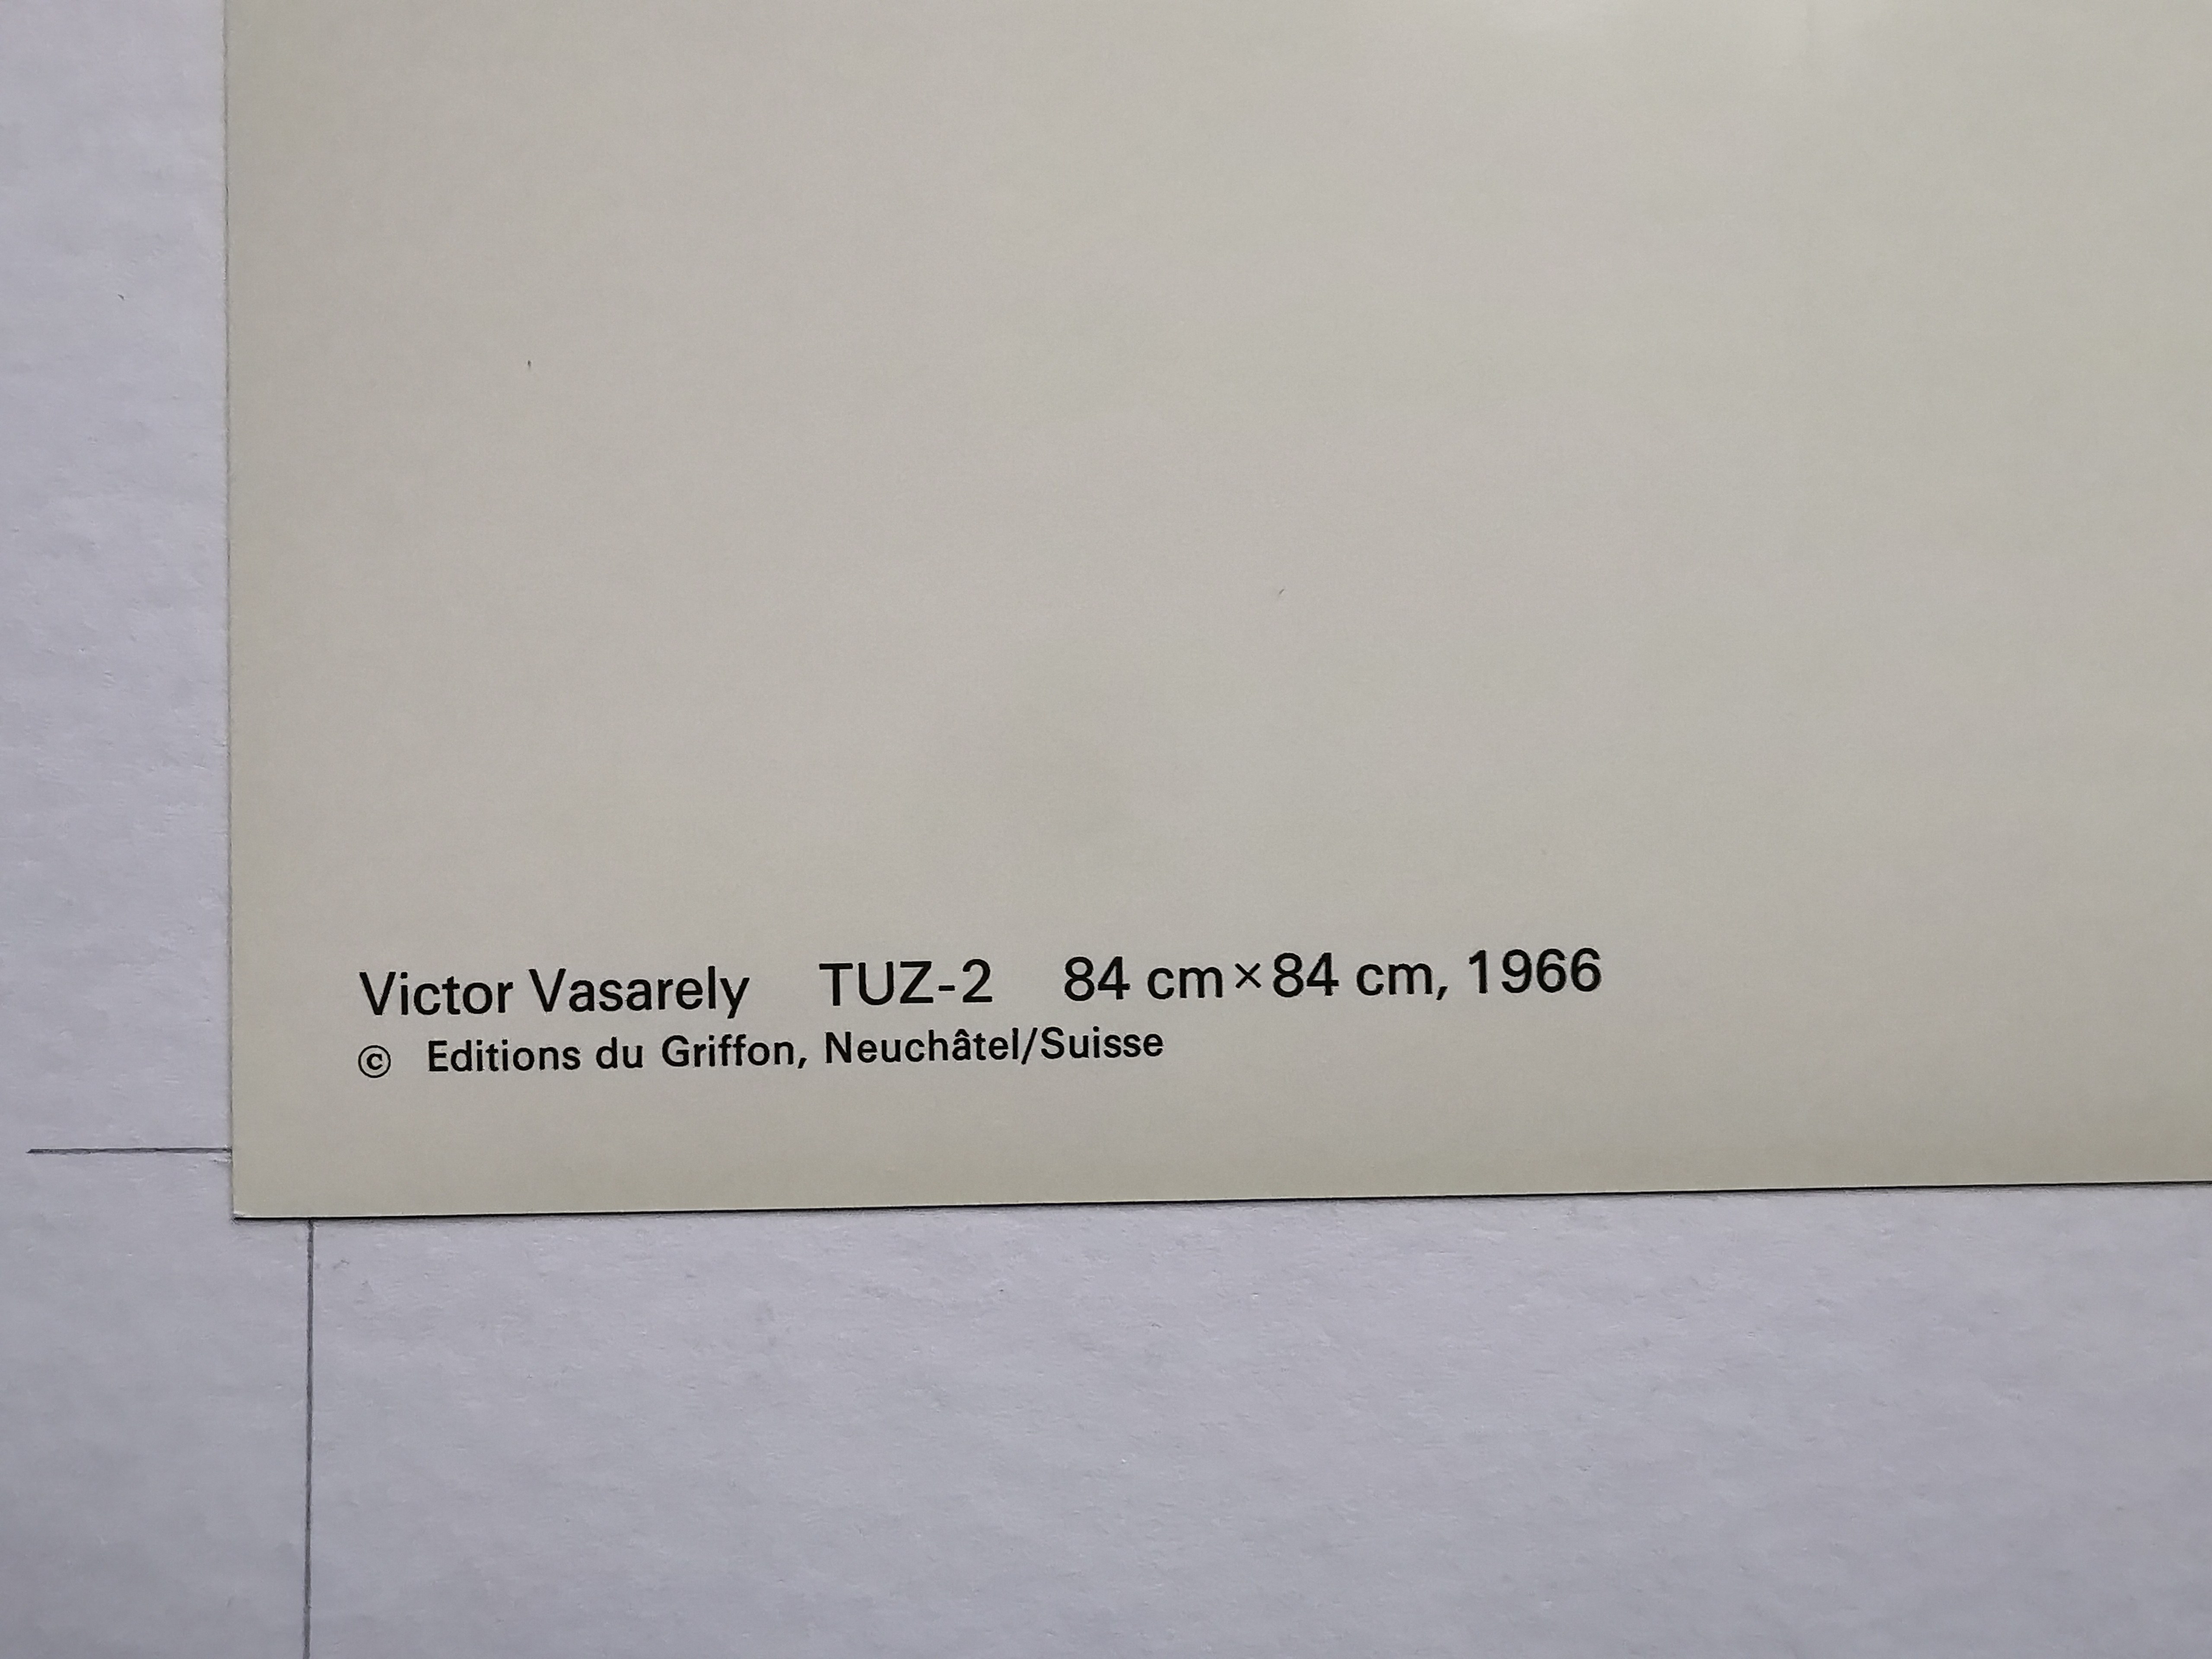 Victor Vasarely TUZ-2 84 cm×84 cm, 1966
© Editions du Griffon, Neuchâtel/Suisse